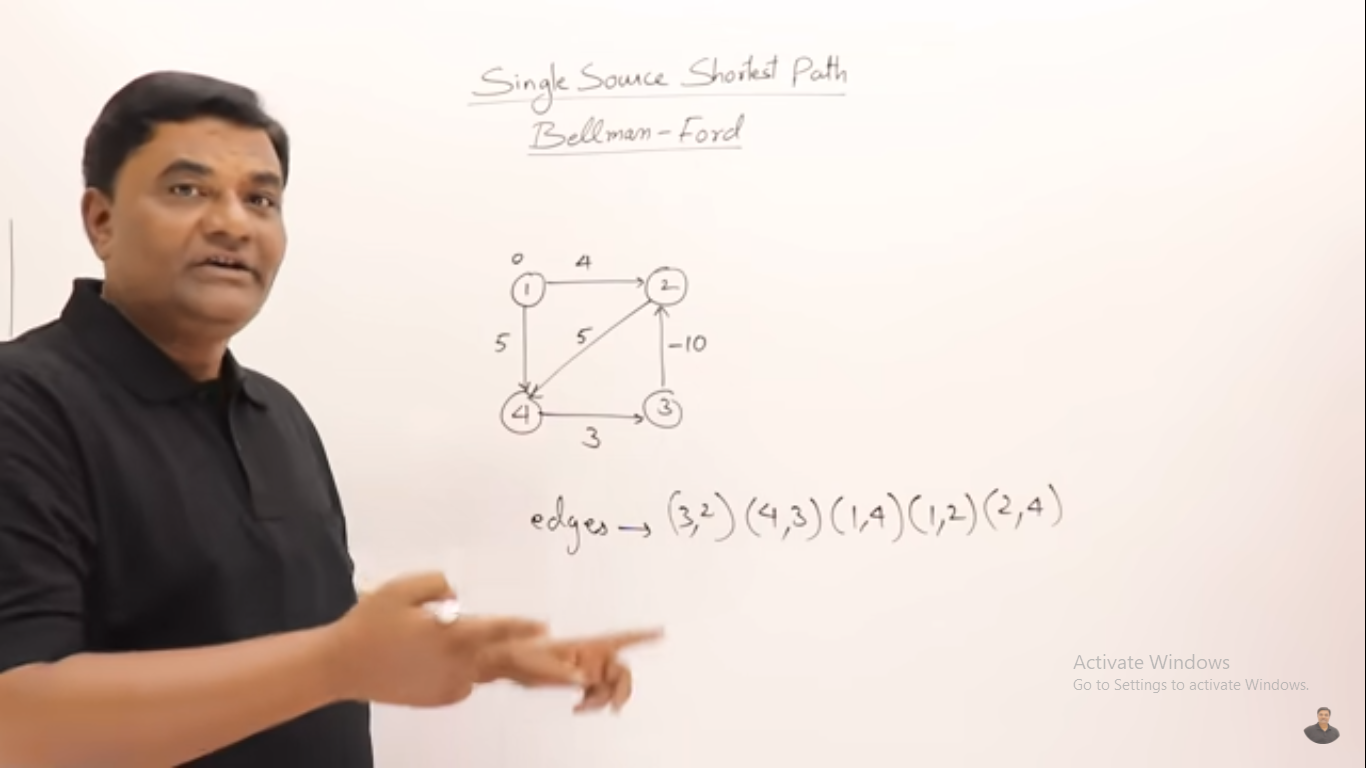 Single Source Shortest Path
Bellman-Ford
0
4
1
2
5
5
-10
4
3
3
edges → (3,2) (4,3) (1,4) (1,2) (2,4)
Activate Windows
Go to Settings to activate Windows.